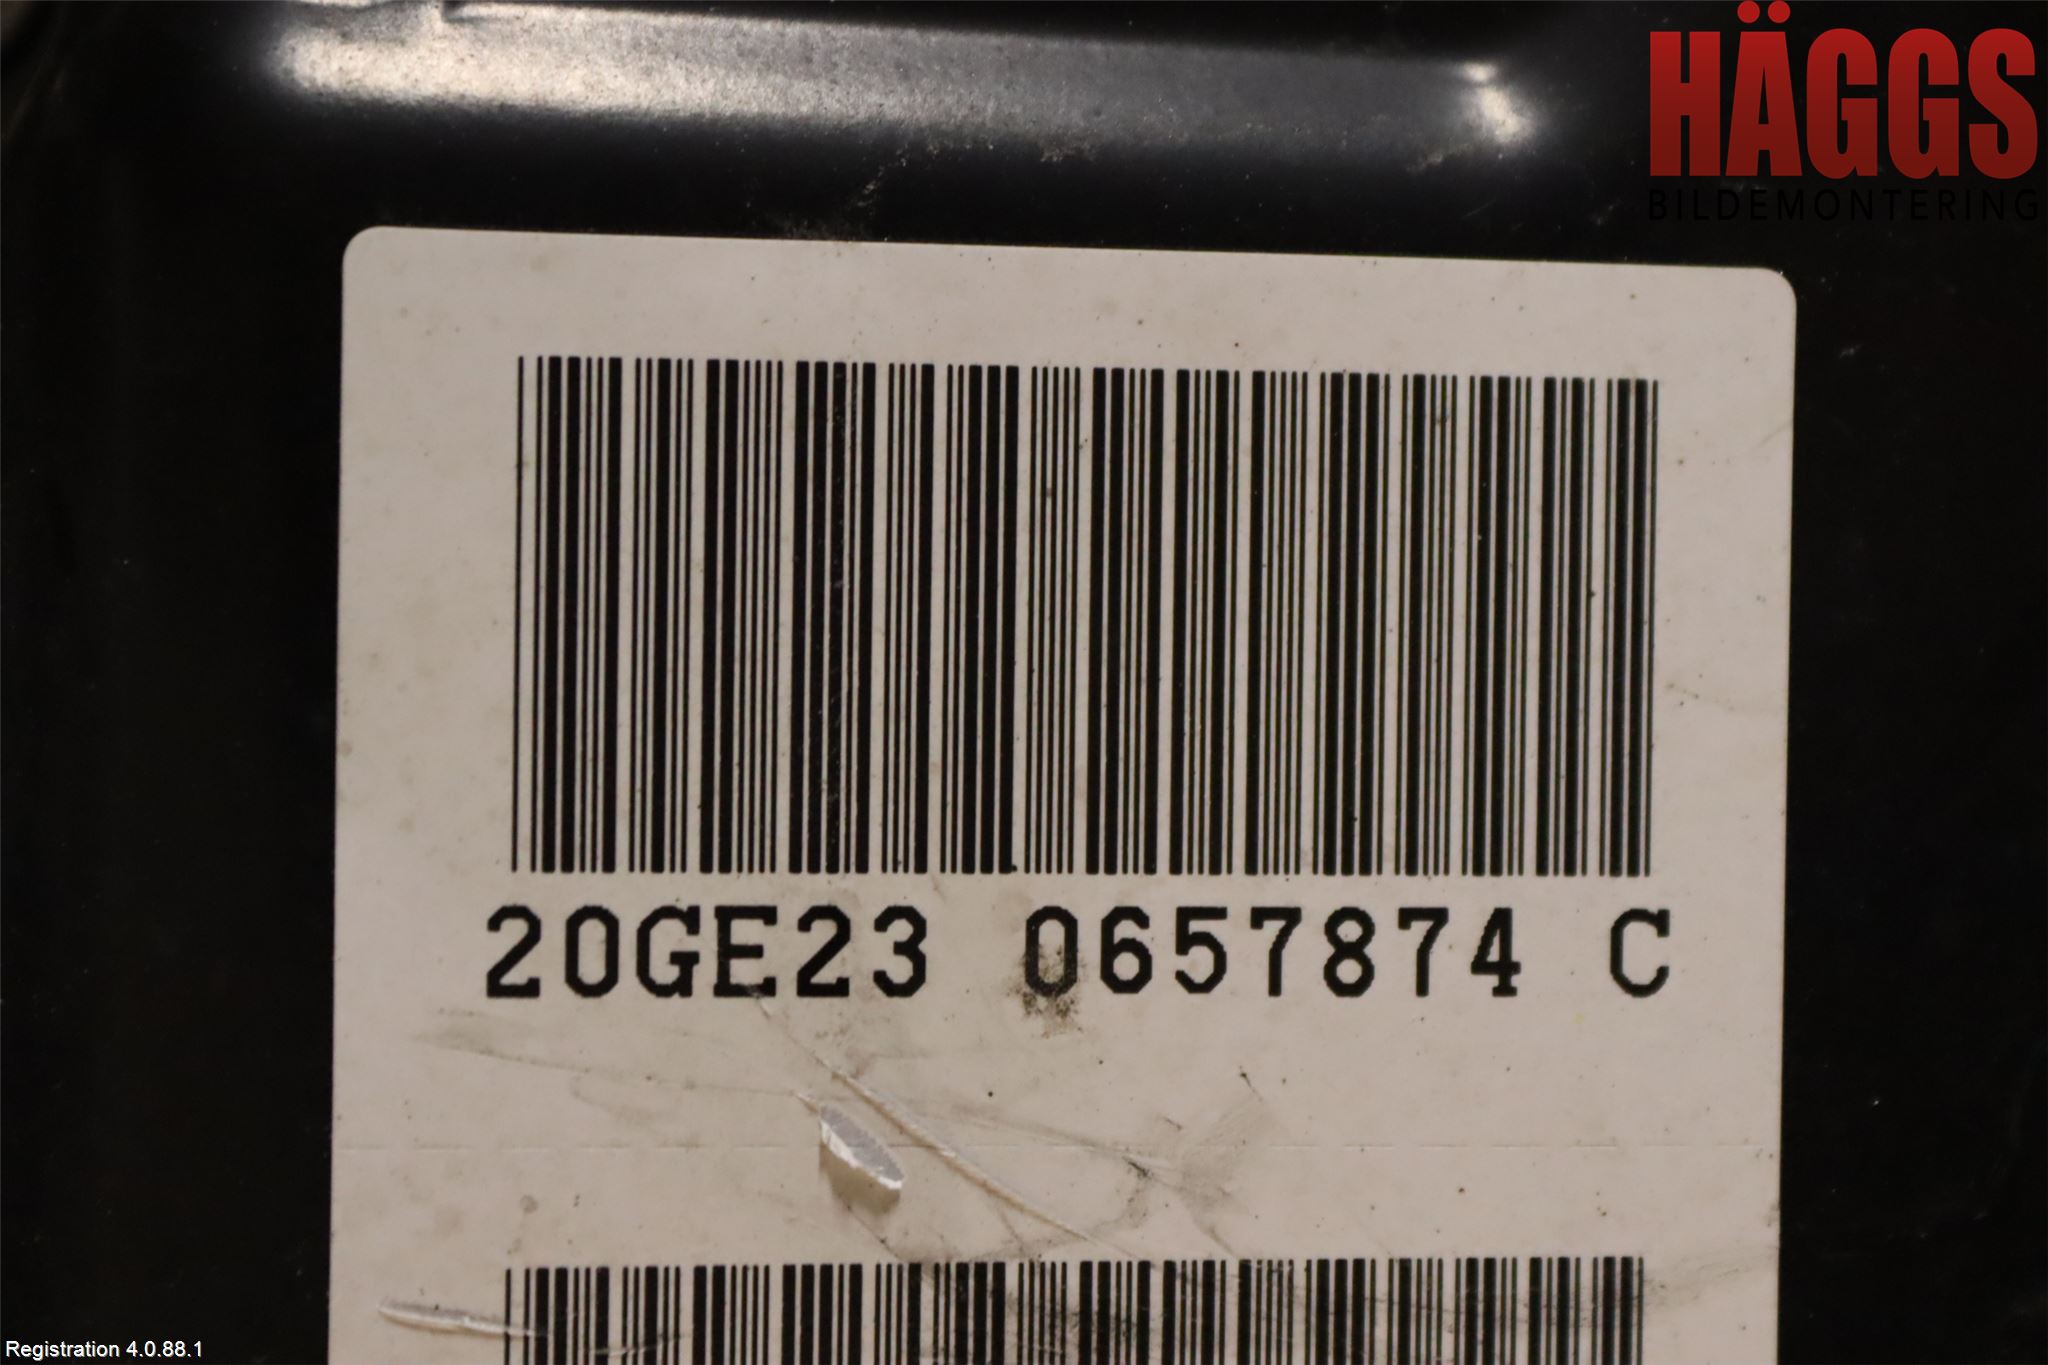 HÄGGS
BILDEMONTERING
20GE23 0657874 C
Registration 4.0.88.1